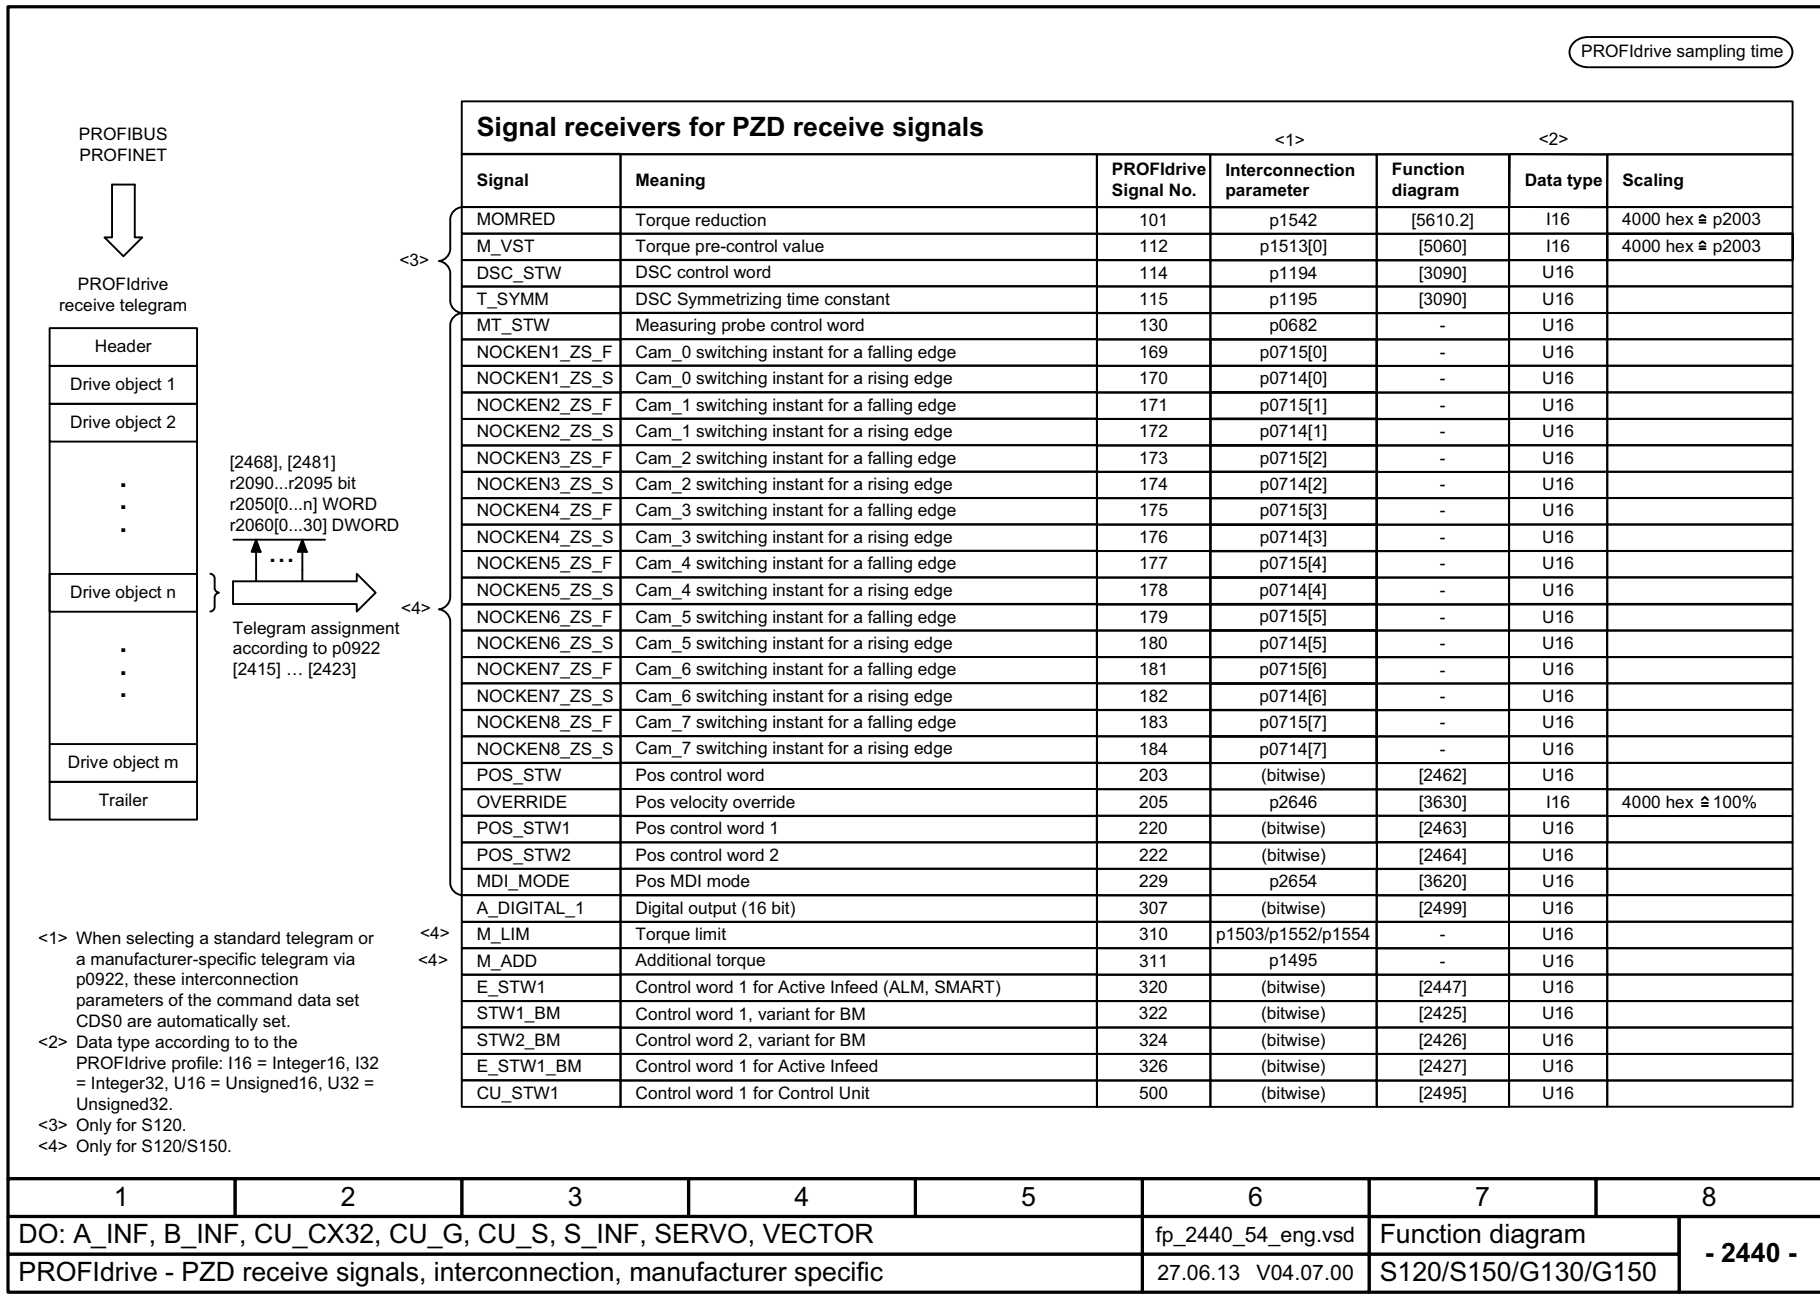 PROFIdrive sampling time
PROFIBUS
PROFINET
PROFIdrive
receive telegram
Header
Drive object 1
Drive object 2
.
.
.
Drive object n
.
.
.
Drive object m
Trailer
[2468], [2481]
r2090...r2095 bit
r2050[0...n] WORD
r2060[0...30] DWORD
...
}
Telegram assignment
according to p0922
[2415] … [2423]
Signal receivers for PZD receive signals <1> <2>
Signal Meaning PROFIdrive Signal No. Interconnection parameter Function diagram Data type Scaling
<3>
MOMRED Torque reduction 101 p1542 [5610.2] I16 4000 hex ≙ p2003
M_VST Torque pre-control value 112 p1513[0] [5060] I16 4000 hex ≙ p2003
DSC_STW DSC control word 114 p1194 [3090] U16
T_SYMM DSC Symmetrizing time constant 115 p1195 [3090] U16
<4>
MT_STW Measuring probe control word 130 p0682 - U16
NOCKEN1_ZS_F Cam_0 switching instant for a falling edge 169 p0715[0] - U16
NOCKEN1_ZS_S Cam_0 switching instant for a rising edge 170 p0714[0] - U16
NOCKEN2_ZS_F Cam_1 switching instant for a falling edge 171 p0715[1] - U16
NOCKEN2_ZS_S Cam_1 switching instant for a rising edge 172 p0714[1] - U16
NOCKEN3_ZS_F Cam_2 switching instant for a falling edge 173 p0715[2] - U16
NOCKEN3_ZS_S Cam_2 switching instant for a rising edge 174 p0714[2] - U16
NOCKEN4_ZS_F Cam_3 switching instant for a falling edge 175 p0715[3] - U16
NOCKEN4_ZS_S Cam_3 switching instant for a rising edge 176 p0714[3] - U16
NOCKEN5_ZS_F Cam_4 switching instant for a falling edge 177 p0715[4] - U16
NOCKEN5_ZS_S Cam_4 switching instant for a rising edge 178 p0714[4] - U16
NOCKEN6_ZS_F Cam_5 switching instant for a falling edge 179 p0715[5] - U16
NOCKEN6_ZS_S Cam_5 switching instant for a rising edge 180 p0714[5] - U16
NOCKEN7_ZS_F Cam_6 switching instant for a falling edge 181 p0715[6] - U16
NOCKEN7_ZS_S Cam_6 switching instant for a rising edge 182 p0714[6] - U16
NOCKEN8_ZS_F Cam_7 switching instant for a falling edge 183 p0715[7] - U16
NOCKEN8_ZS_S Cam_7 switching instant for a rising edge 184 p0714[7] - U16
POS_STW Pos control word 203 (bitwise) [2462] U16
OVERRIDE Pos velocity override 205 p2646 [3630] I16 4000 hex ≙ 100%
POS_STW1 Pos control word 1 220 (bitwise) [2463] U16
POS_STW2 Pos control word 2 222 (bitwise) [2464] U16
MDI_MODE Pos MDI mode 229 p2654 [3620] U16
A_DIGITAL_1 Digital output (16 bit) 307 (bitwise) [2499] U16
<4> M_LIM Torque limit 310 p1503/p1552/p1554 - U16
<4> M_ADD Additional torque 311 p1495 - U16
E_STW1 Control word 1 for Active Infeed (ALM, SMART) 320 (bitwise) [2447] U16
STW1_BM Control word 1, variant for BM 322 (bitwise) [2425] U16
STW2_BM Control word 2, variant for BM 324 (bitwise) [2426] U16
E_STW1_BM Control word 1 for Active Infeed 326 (bitwise) [2427] U16
CU_STW1 Control word 1 for Control Unit 500 (bitwise) [2495] U16
<1> When selecting a standard telegram or
a manufacturer-specific telegram via
p0922, these interconnection
parameters of the command data set
CDS0 are automatically set.
<2> Data type according to to the
PROFIdrive profile: I16 = Integer16, I32
= Integer32, U16 = Unsigned16, U32 =
Unsigned32.
<3> Only for S120.
<4> Only for S120/S150.
1 2 3 4 5 6 7 8
DO: A_INF, B_INF, CU_CX32, CU_G, CU_S, S_INF, SERVO, VECTOR fp_2440_54_eng.vsd Function diagram
- 2440 -
PROFIdrive - PZD receive signals, interconnection, manufacturer specific 27.06.13 V04.07.00 S120/S150/G130/G150